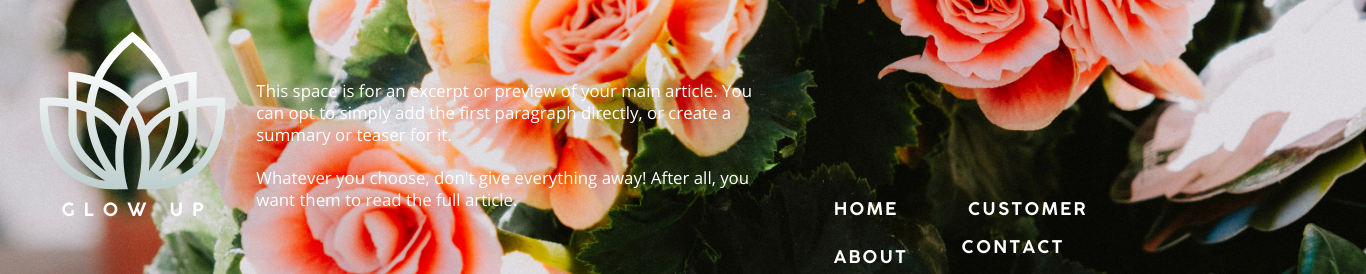 This space is for an excerpt or preview of your main article. You
can opt to simply add the first paragraph directly, or create a
summary or teaser for it.
Whatever you choose, don't give everything away! After all, you
want them to read the full article.
GLOW UP
HOME
CUSTOMER
ABOUT
CONTACT